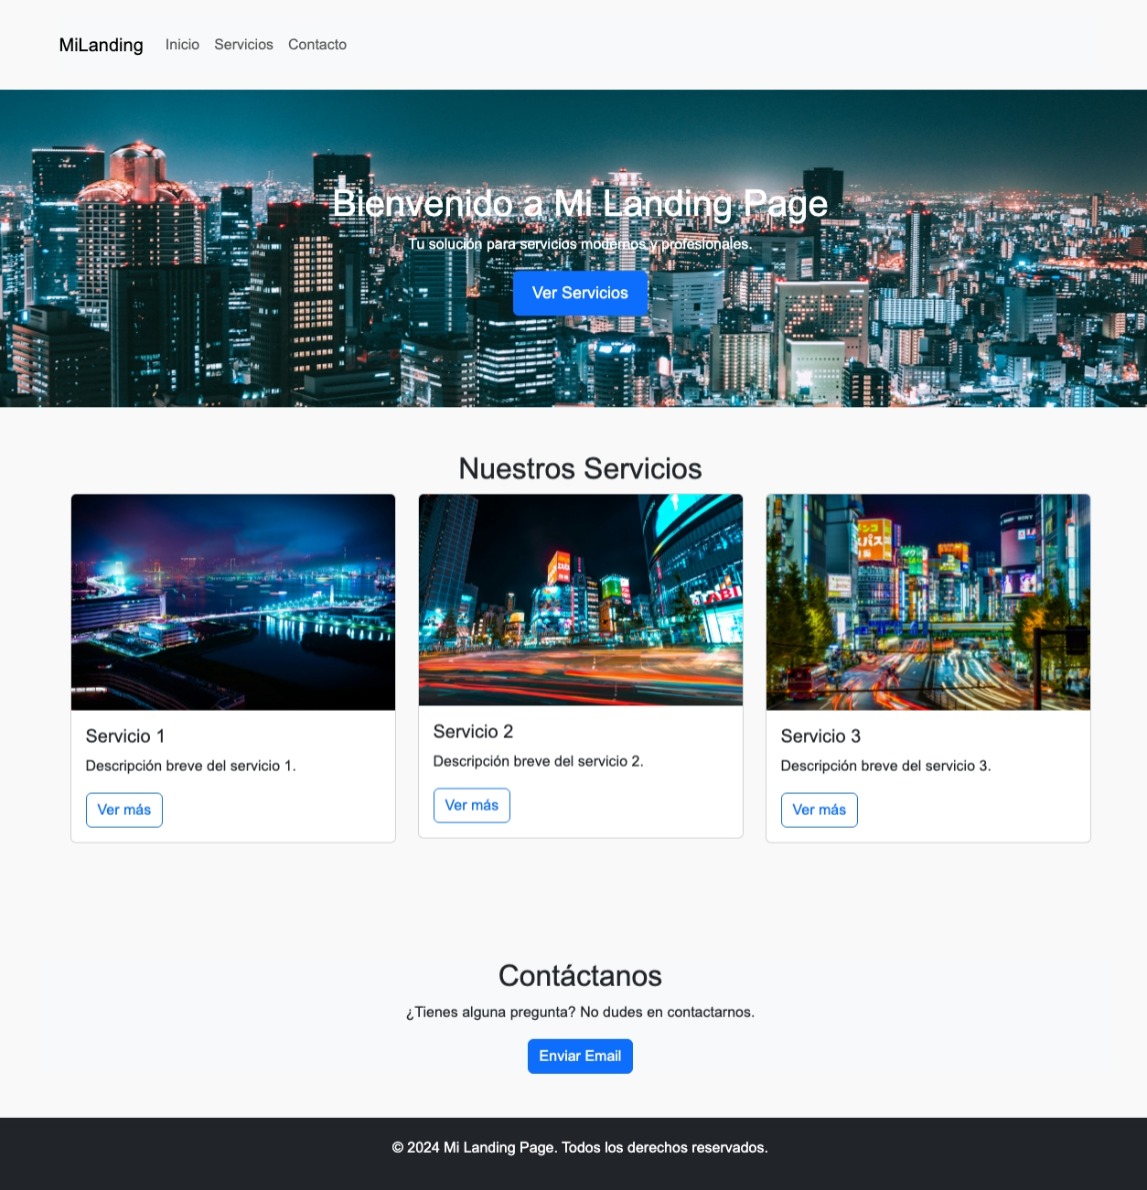 MiLanding Inicio Servicios Contacto
Bienvenido a Mi Landing Page
Tu solución para servicios modernos y profesionales.
Ver Servicios
Nuestros Servicios
SONY
Servicio 1
Descripción breve del servicio 1.
Ver más
Servicio 2
Descripción breve del servicio 2.
Ver más
Servicio 3
Descripción breve del servicio 3.
Ver más
Contáctanos
¿Tienes alguna pregunta? No dudes en contactarnos.
Enviar Email
© 2024 Mi Landing Page. Todos los derechos reservados.